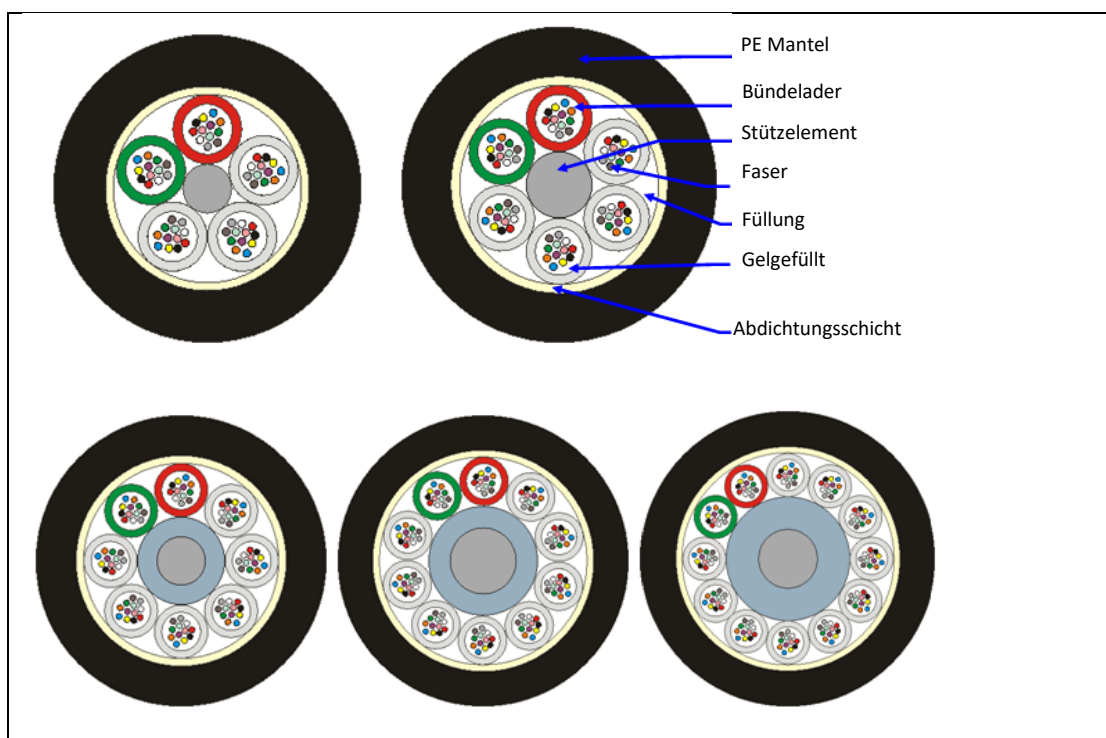 PE Mantel
Bündelader
Stützelement
Faser
Füllung
Gelgefüllt
Abdichtungsschicht